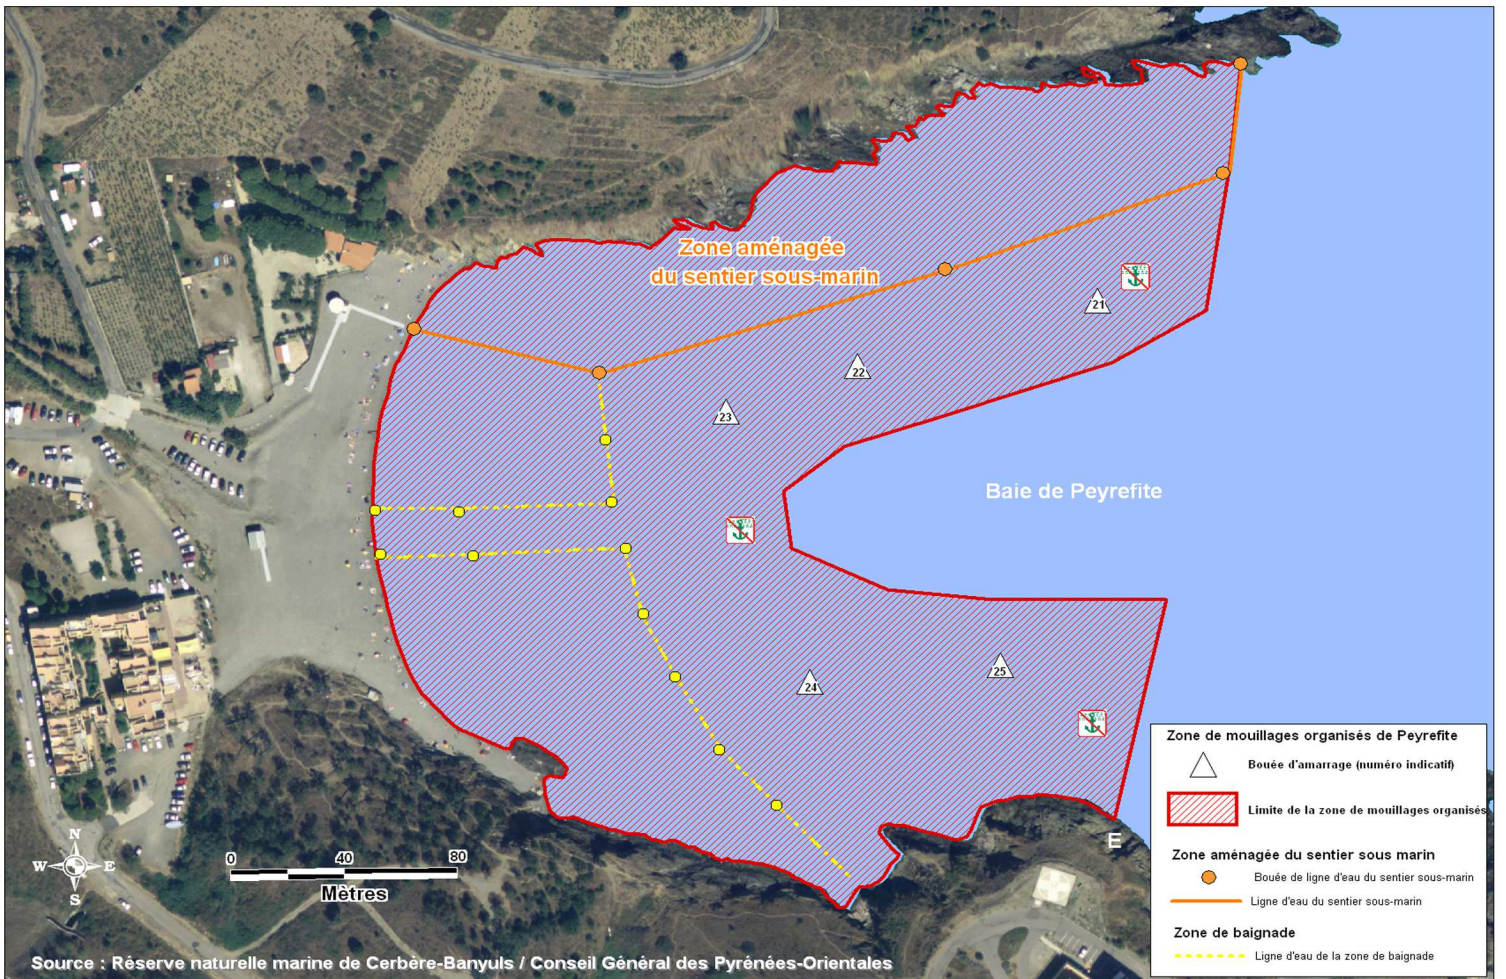 Zone aménagée
du sentier sous-marin
21
22
23
Baie de Peyrefite
25
24
E
N
W E
S
0 40 80
Mètres
Source : Réserve naturelle marine de Cerbère-Banyuls / Conseil Général des Pyrénées-Orientales
Zone de mouillages organisés de Peyrefite
Bouée d'amarrage (numéro indicatif)
Limite de la zone de mouillages organisés
Zone aménagée du sentier sous marin
Bouée de ligne d'eau du sentier sous-marin
Ligne d'eau du sentier sous-marin
Zone de baignade
Ligne d'eau de la zone de baignade